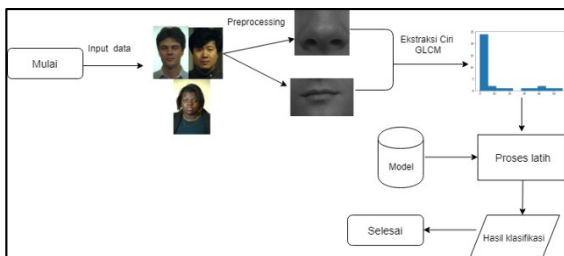 Mulai
Input data
Preprocessing
Ekstraksi Ciri
GLCM
Model
Proses latih
Selesai
Hasil klasifikasi